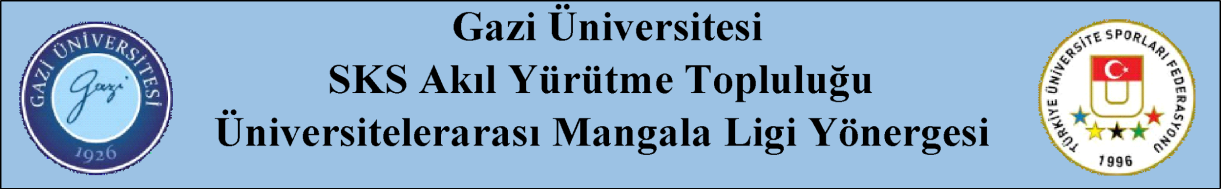 Gazi Üniversitesi
SKS Akıl Yürütme Topluluğu
Üniversitelerarası Mangala Ligi Yönergesi
GAZİ ÜNİVERSİTESİ
Gazi
1926
TÜRKİYE ÜNİVERSİTE SPORLARI FEDERASYONU
1996